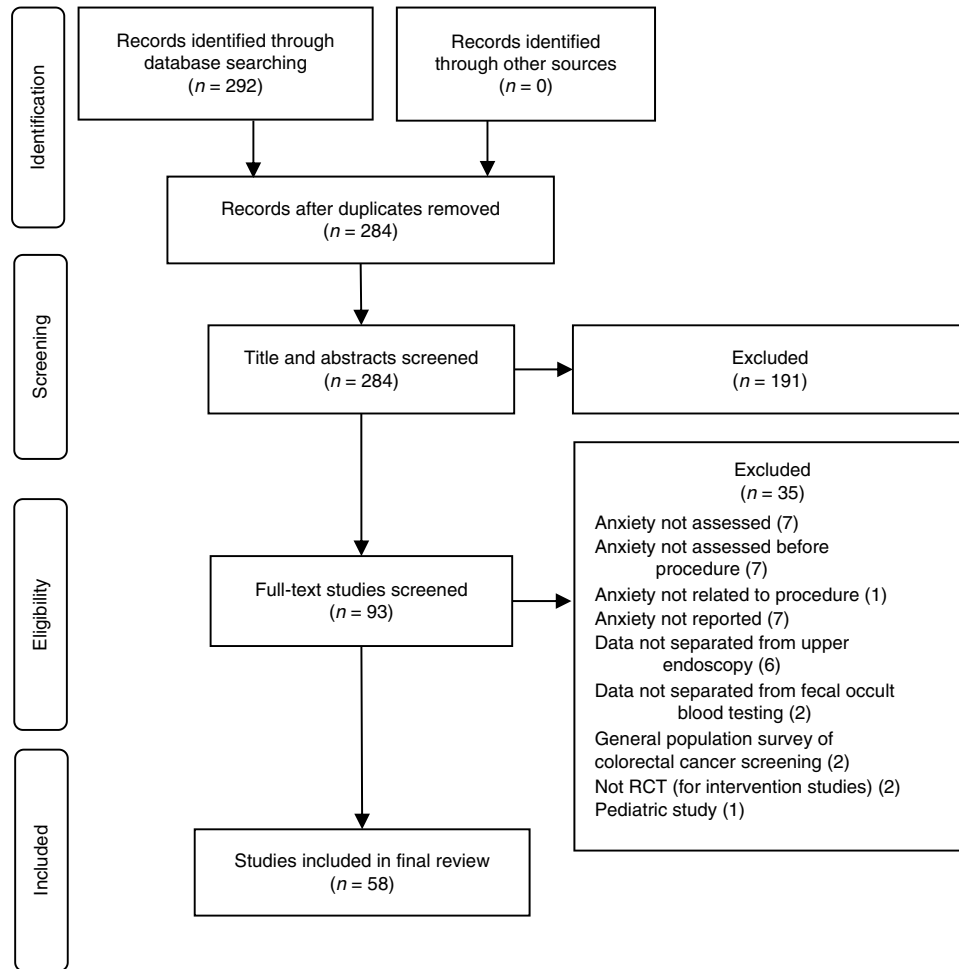 Identification
Records identified through
database searching
(n = 292)
Records identified
through other sources
(n = 0)
Records after duplicates removed
(n = 284)
Screening
Title and abstracts screened
(n = 284)
Excluded
(n = 191)
Eligibility
Full-text studies screened
(n = 93)
Excluded
(n = 35)
Anxiety not assessed (7)
Anxiety not assessed before
procedure (7)
Anxiety not related to procedure (1)
Anxiety not reported (7)
Data not separated from upper
endoscopy (6)
Data not separated from fecal occult
blood testing (2)
General population survey of
colorectal cancer screening (2)
Not RCT (for intervention studies) (2)
Pediatric study (1)
Included
Studies included in final review
(n = 58)